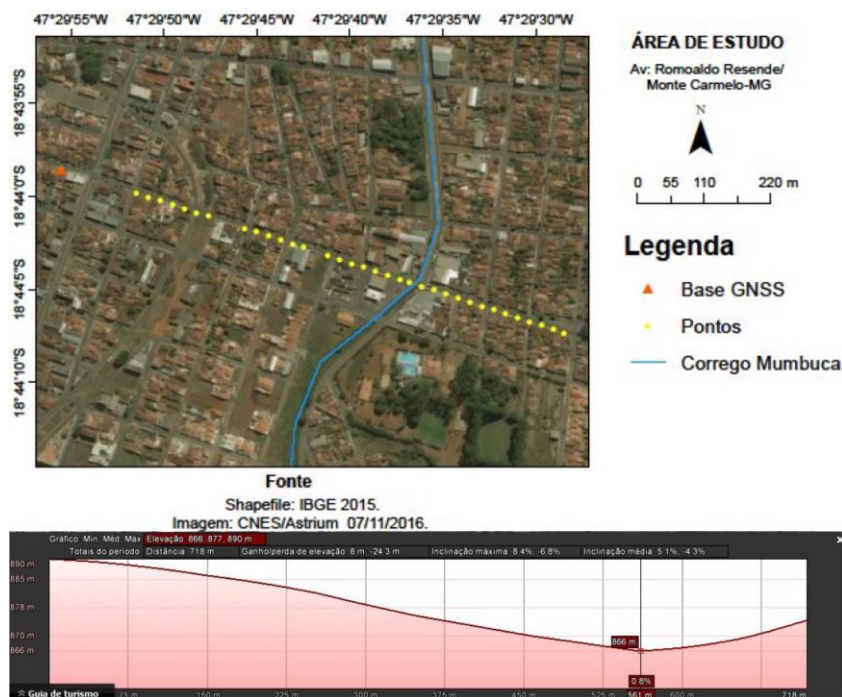 47°29'55"W 47°29'50"W 47°29'45"W 47°29'40"W 47°29'35"W 47°29'30"W
18°43'55"S
18°44'0"S
18°44'5"S
18°44'10"S
ÁREA DE ESTUDO
Av: Romoaldo Resende/
Monte Carmelo-MG
N
0 55 110 220 m
Legenda
Base GNSS
Pontos
Corrego Mumbuca
Fonte
Shapefile: IBGE 2015.
Imagem: CNES/Astrium 07/11/2016.
Gráfico Min Méd Max Elevação: 866, 877, 890 m
Totais do período Distância: 718 m Ganho/perda de elevação: 8 m, -24.3 m Inclinação máxima: 8.4%, -6.8% Inclinação média: 5.1%, -4.3%
890 m
885 m
878 m
870 m
866 m
866 m
0.8%
Guia de turismo 75 m 150 m 225 m 300 m 375 m 450 m 525 m 561 m 600 m 718 m